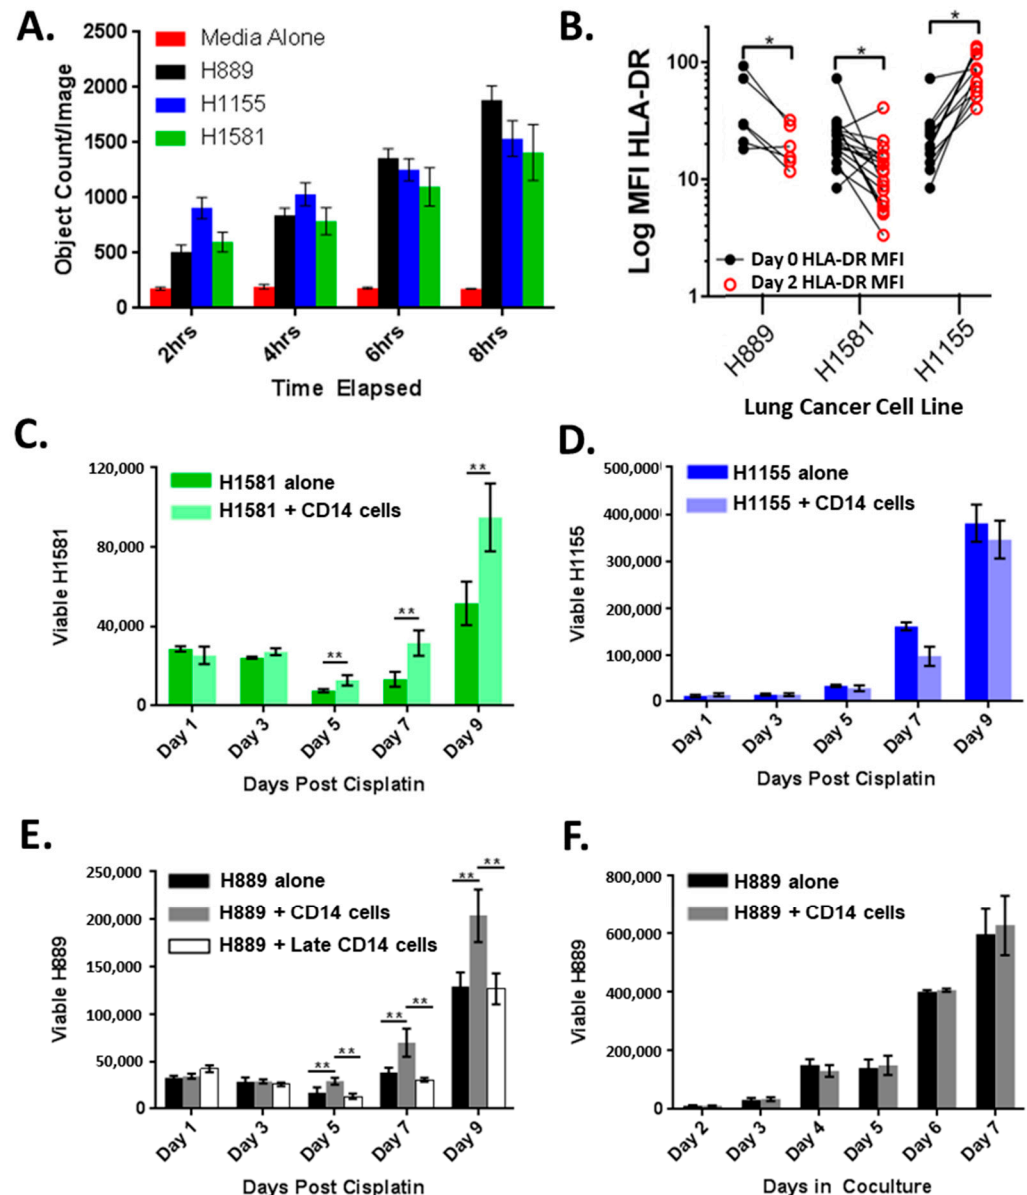 A.
2500
2000
1500
1000
500
0
Object Count/Image
Media Alone
H889
H1155
H1581
2hrs
4hrs
6hrs
8hrs
Time Elapsed
B.
Log MFI HLA-DR
100
10
1
*
*
*
Day 0 HLA-DR MFI
Day 2 HLA-DR MFI
H889
H1581
H1155
Lung Cancer Cell Line
C.
120,000
80,000
40,000
0
Viable H1581
H1581 alone
H1581 + CD14 cells
**
**
**
Day 1
Day 3
Day 5
Day 7
Day 9
Days Post Cisplatin
D.
500,000
400,000
300,000
200,000
100,000
0
Viable H1155
H1155 alone
H1155 + CD14 cells
Day 1
Day 3
Day 5
Day 7
Day 9
Days Post Cisplatin
E.
250,000
200,000
150,000
100,000
50,000
0
Viable H889
H889 alone
H889 + CD14 cells
H889 + Late CD14 cells
**
**
**
**
**
**
Day 1
Day 3
Day 5
Day 7
Day 9
Days Post Cisplatin
F.
800,000
600,000
400,000
200,000
0
Viable H889
H889 alone
H889 + CD14 cells
Day 2
Day 3
Day 4
Day 5
Day 6
Day 7
Days in Coculture